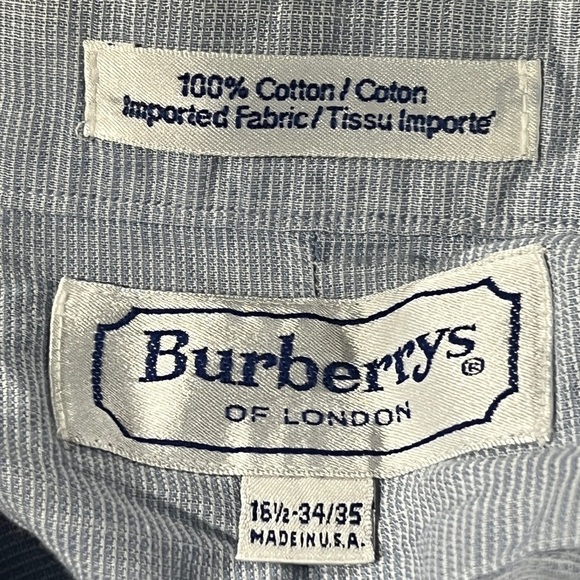 100% Cotton/Coton
Imported Fabric/Tissu Importe'
Burberrys®
OF LONDON
16½-34/35
MADE IN U.S.A.